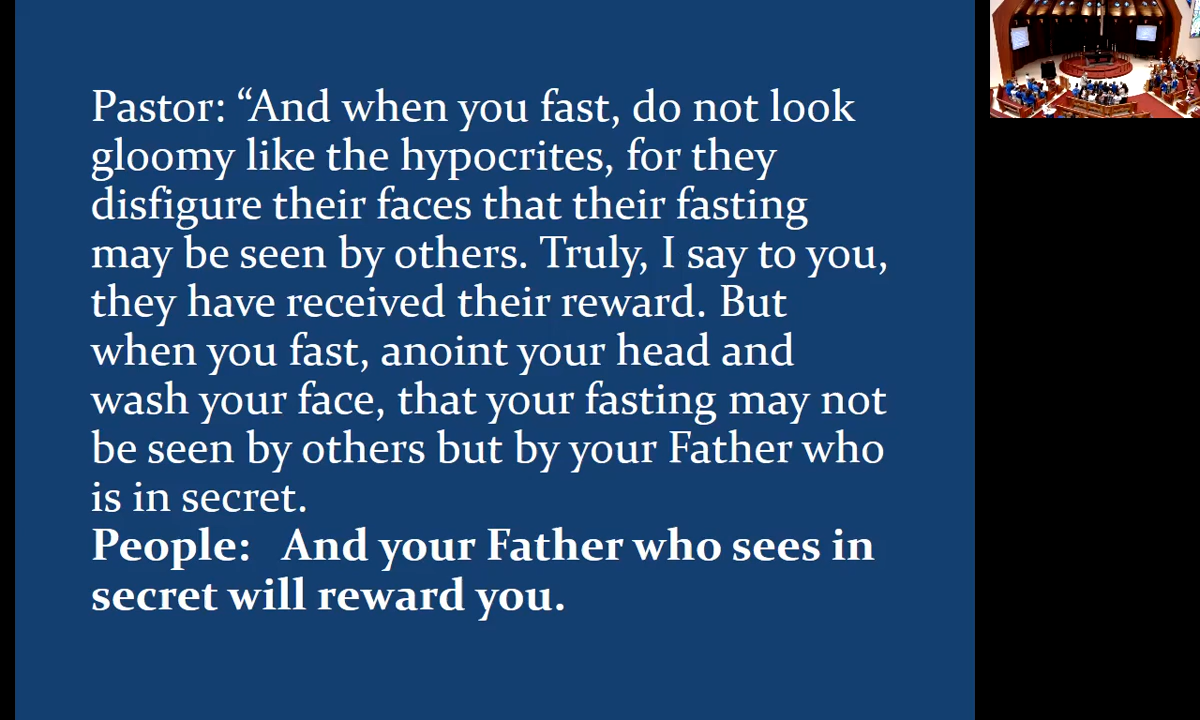 Pastor: “And when you fast, do not look
gloomy like the hypocrites, for they
disfigure their faces that their fasting
may be seen by others. Truly, I say to you,
they have received their reward. But
when you fast, anoint your head and
wash your face, that your fasting may not
be seen by others but by your Father who
is in secret.
People:   And your Father who sees in
secret will reward you.